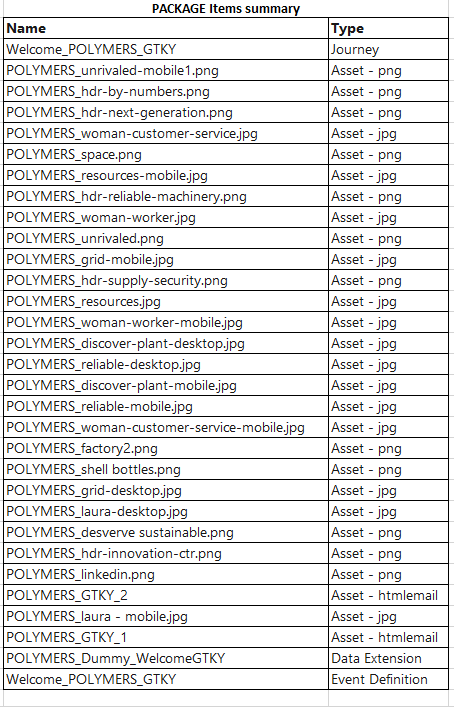 PACKAGE Items summary
Name Type
Welcome_POLYMERS_GTKY Journey
POLYMERS_unrivaled-mobile1.png Asset - png
POLYMERS_hdr-by-numbers.png Asset - png
POLYMERS_hdr-next-generation.png Asset - png
POLYMERS_woman-customer-service.jpg Asset - jpg
POLYMERS_space.png Asset - png
POLYMERS_resources-mobile.jpg Asset - jpg
POLYMERS_hdr-reliable-machinery.png Asset - png
POLYMERS_woman-worker.jpg Asset - jpg
POLYMERS_unrivaled.png Asset - png
POLYMERS_grid-mobile.jpg Asset - jpg
POLYMERS_hdr-supply-security.png Asset - png
POLYMERS_resources.jpg Asset - jpg
POLYMERS_woman-worker-mobile.jpg Asset - jpg
POLYMERS_discover-plant-desktop.jpg Asset - jpg
POLYMERS_reliable-desktop.jpg Asset - jpg
POLYMERS_discover-plant-mobile.jpg Asset - jpg
POLYMERS_reliable-mobile.jpg Asset - jpg
POLYMERS_woman-customer-service-mobile.jpg Asset - jpg
POLYMERS_factory2.png Asset - png
POLYMERS_shell bottles.png Asset - png
POLYMERS_grid-desktop.jpg Asset - jpg
POLYMERS_laura-desktop.jpg Asset - jpg
POLYMERS_desverve sustainable.png Asset - png
POLYMERS_hdr-innovation-ctr.png Asset - png
POLYMERS_linkedin.png Asset - png
POLYMERS_GTKY_2 Asset - htmlemail
POLYMERS_laura - mobile.jpg Asset - jpg
POLYMERS_GTKY_1 Asset - htmlemail
POLYMERS_Dummy_WelcomeGTKY Data Extension
Welcome_POLYMERS_GTKY Event Definition